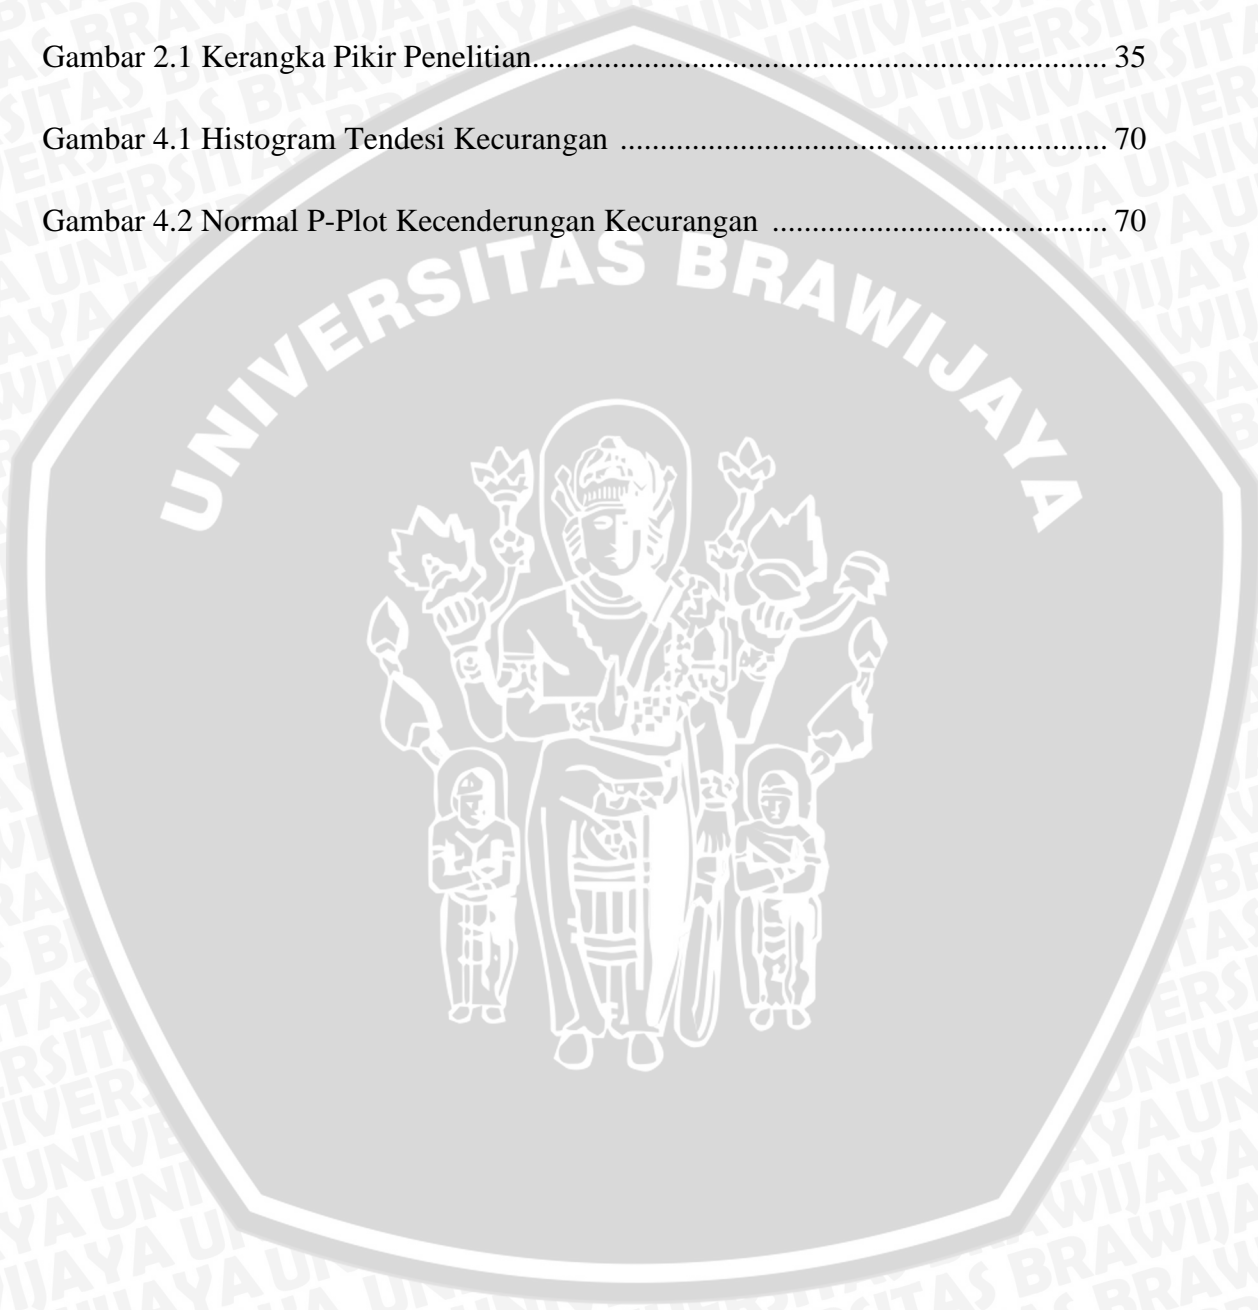 Gambar 2.1 Kerangka Pikir Penelitian......................................................................... 35
Gambar 4.1 Histogram Tendesi Kecurangan .............................................................. 70
Gambar 4.2 Normal P-Plot Kecenderungan Kecurangan ........................................... 70
UNIVERSITAS BRAWIJAYA